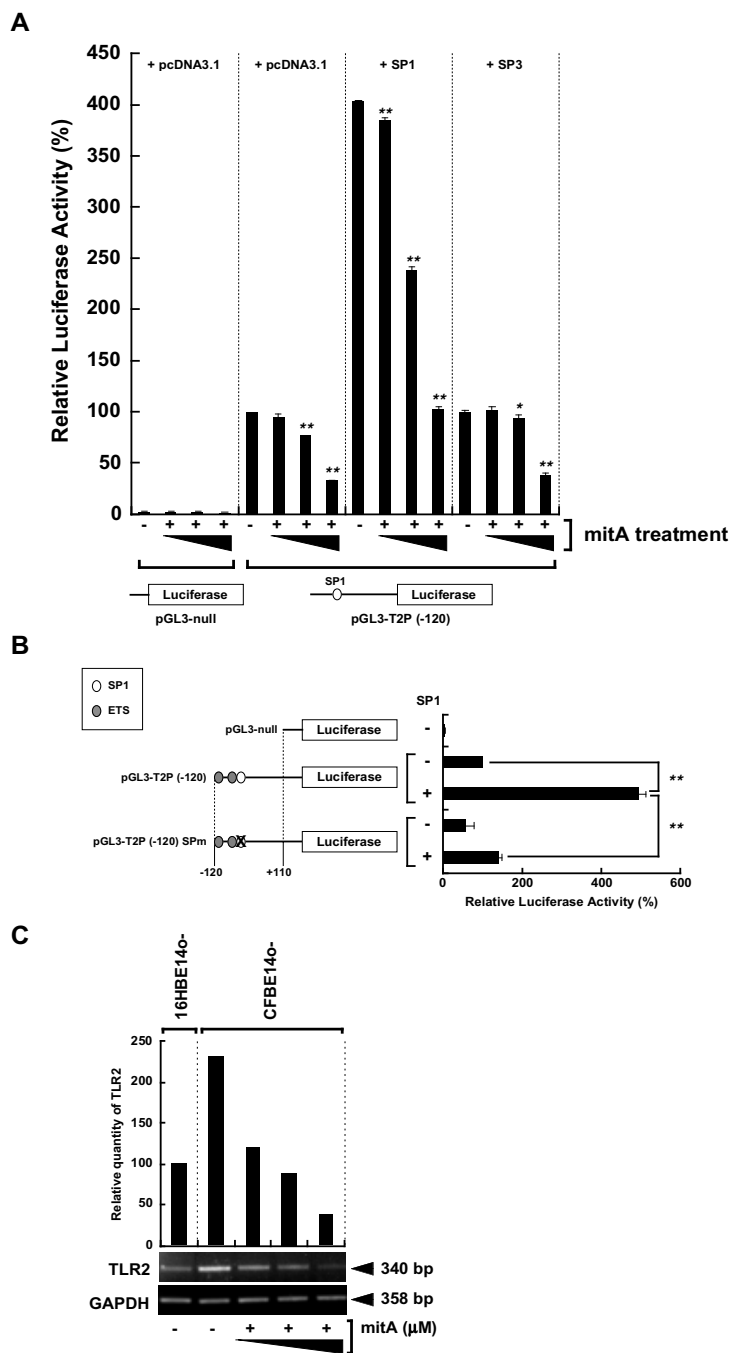 A
+ pcDNA3.1 + pcDNA3.1 + SP1 + SP3
450
400
350
300
250
200
150
100
50
0
Relative Luciferase Activity (%)
** ** ** ** ** ** * **
- + + + - + + + - + + + - + + +
mitA treatment
Luciferase
pGL3-null
SP1
Luciferase
pGL3-T2P (-120)
B
SP1
ETS
SP1
pGL3-null Luciferase -
pGL3-T2P (-120) Luciferase - +
pGL3-T2P (-120) SPm X Luciferase - +
**
**
-120 +110
0 200 400 600
Relative Luciferase Activity (%)
C
16HBE14o- CFBE14o-
250
200
150
100
50
0
Relative quantity of TLR2
TLR2 340 bp
GAPDH 358 bp
- - + + + mitA (μM)